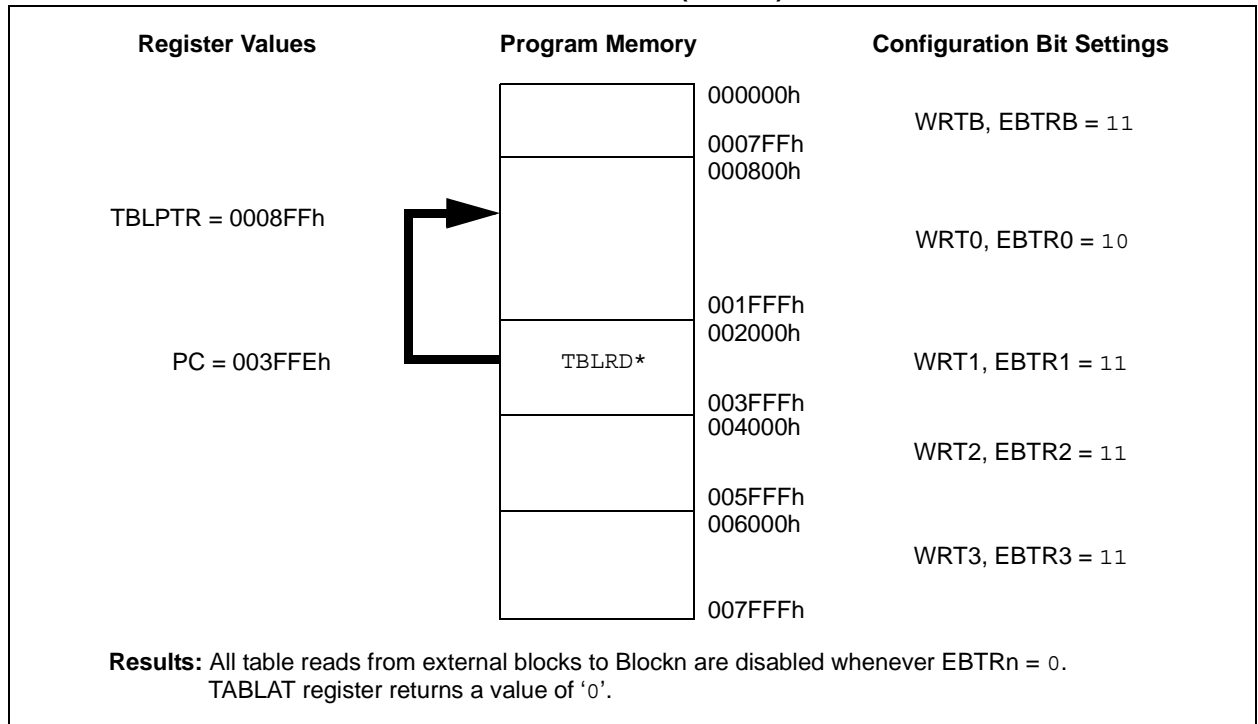 Register Values Program Memory Configuration Bit Settings
000000h
WRTB, EBTRB = 11
0007FFh
000800h
TBLPTR = 0008FFh
WRT0, EBTR0 = 10
001FFFh
002000h
PC = 003FFEh TBLRD* WRT1, EBTR1 = 11
003FFFh
004000h
WRT2, EBTR2 = 11
005FFFh
006000h
WRT3, EBTR3 = 11
007FFFh
Results: All table reads from external blocks to Blockn are disabled whenever EBTRn = 0.
TABLAT register returns a value of ‘0’.